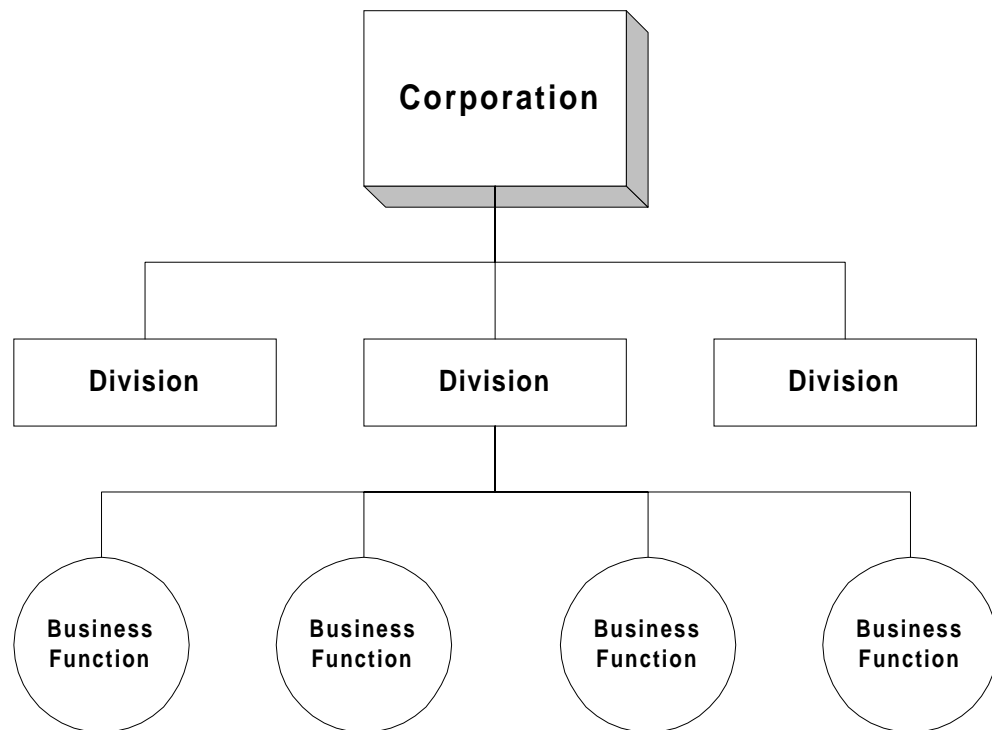 Corporation
Division
Division
Division
Business
Function
Business
Function
Business
Function
Business
Function